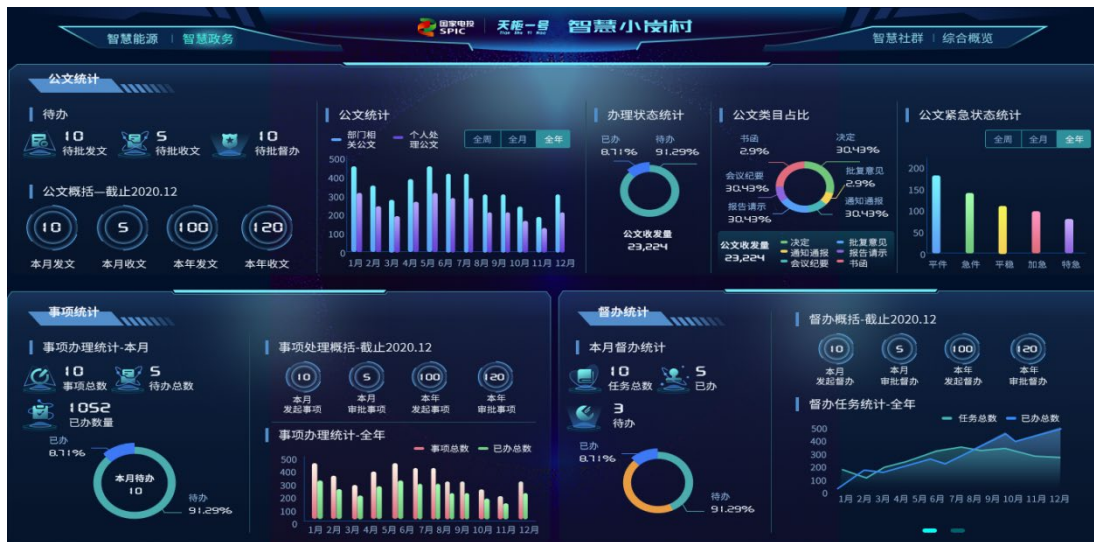 智慧能源
智慧政务
国家电投
SPIC
天枢一号
智慧小岗村
智慧社群
综合概览
公文统计
待办
10
待批发文
5
待批收文
10
待批督办
公文概括—截止2020.12
10
5
100
120
本月发文
本月收文
本年发文
本年收文
公文统计
部门相
关公文
个人处
理公文
全周
全月
全年
500
400
300
200
100
0
1月 2月 3月 4月 5月 6月 7月 8月 9月 10月 11月 12月
办理状态统计
已办
8.71%
待办
91.29%
公文收发量
23,224
公文类目占比
书函
2.9%
决定
30.43%
会议纪要
30.43%
批复意见
2.9%
报告请示
30.43%
通知通报
30.43%
公文收发量
23,224
决定
批复意见
通知通报
报告请示
会议纪要
书函
公文紧急状态统计
全周
全月
全年
200
150
100
50
0
平件
急件
平稳
加急
特急
事项统计
事项办理统计-本月
10
事项总数
5
待办总数
1052
已办数量
已办
8.71%
本月待办
10
待办
91.29%
事项处理概括-截止2020.12
10
5
100
120
本月
发起事项
本月
审批事项
本年
发起事项
本年
审批事项
事项办理统计-全年
事项总数
已办总数
500
400
300
200
100
0
1月 2月 3月 4月 5月 6月 7月 8月 9月 10月 11月 12月
督办统计
本月督办统计
10
任务总数
5
已办
3
待办
已办
8.71%
待办
91.29%
督办概括-截止2020.12
10
5
100
120
本月
发起督办
本月
审批督办
本年
发起督办
本年
审批督办
督办任务统计-全年
任务总数
已办总数
500
400
300
200
100
0
1月 2月 3月 4月 5月 6月 7月 8月 9月 10月 11月 12月